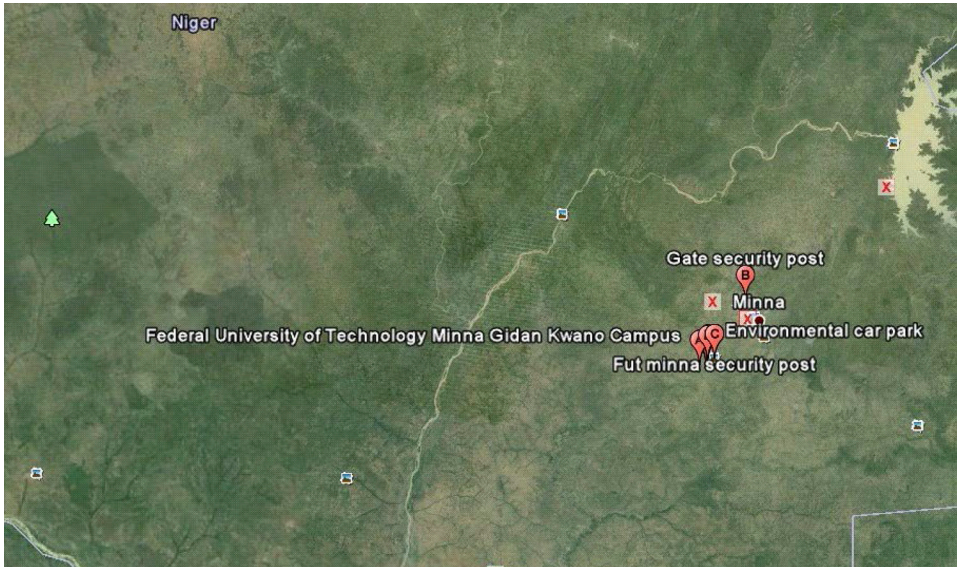 Niger
Gate security post
B
X
X
Minna
X
Federal University of Technology Minna Gidan Kwano Campus
A
C
Environmental car park
Fut minna security post